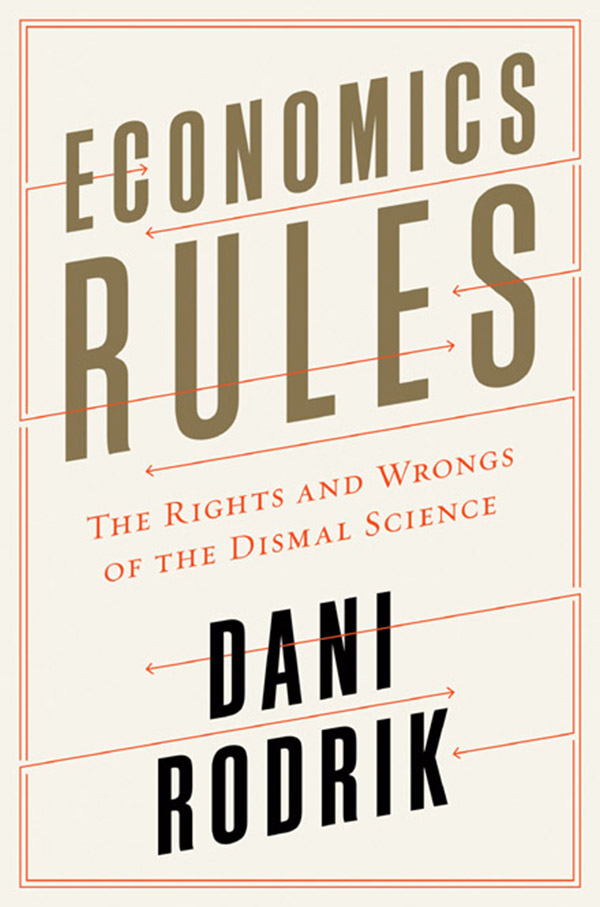 ECONOMICS
RULES
THE RIGHTS AND WRONGS
OF THE DISMAL SCIENCE
DANI
RODRIK